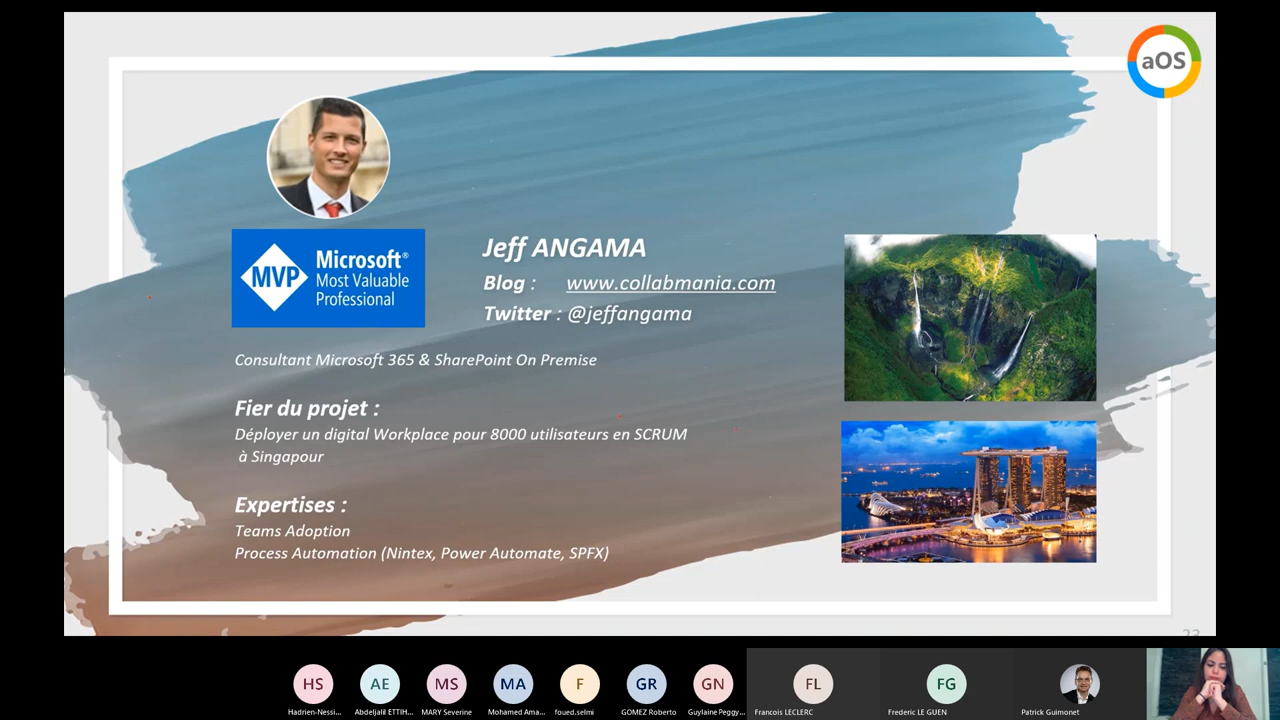 aOS
MVP
Microsoft®
Most Valuable
Professional
Jeff ANGAMA
Blog : www.collabmania.com
Twitter : @jeffangama
Consultant Microsoft 365 & SharePoint On Premise
Fier du projet :
Déployer un digital Workplace pour 8000 utilisateurs en SCRUM
à Singapour
Expertises :
Teams Adoption
Process Automation (Nintex, Power Automate, SPFX)
23
HS
AE
MS
MA
F
GR
GN
FL
FG
Hadrien-Nessi...
Abdeljalil ETTIH...
MARY Severine
Mohamed Ama...
foued.selmi
GOMEZ Roberto
Guylaine Peggy...
Francois LECLERC
Frederic LE GUEN
Patrick Guimonet